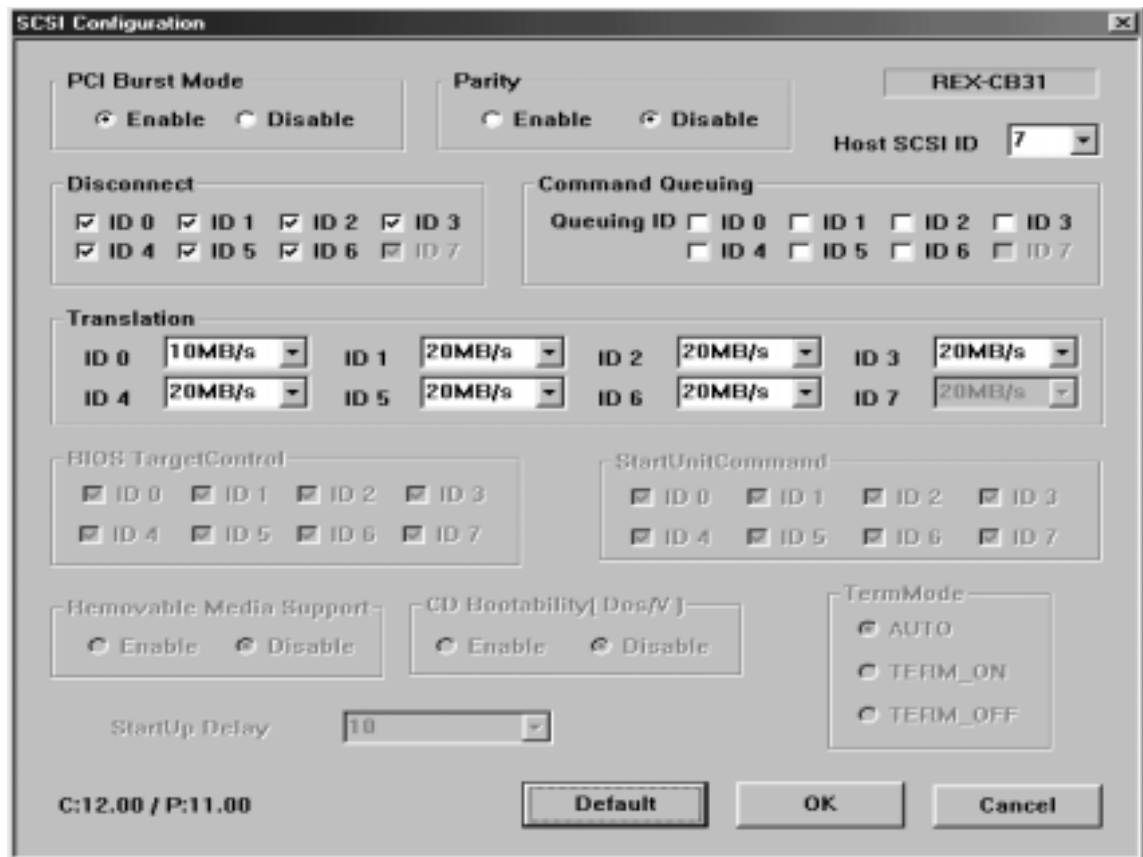 SCSI Configuration
PCI Burst Mode
Enable Disable
Parity
Enable Disable
REX-CB31
Host SCSI ID 7
Disconnect
ID 0 ID 1 ID 2 ID 3
ID 4 ID 5 ID 6 ID 7
Command Queuing
Queuing ID ID 0 ID 1 ID 2 ID 3
ID 4 ID 5 ID 6 ID 7
Translation
ID 0 10MB/s ID 1 20MB/s ID 2 20MB/s ID 3 20MB/s
ID 4 20MB/s ID 5 20MB/s ID 6 20MB/s ID 7 20MB/s
BIOS TargetControl
ID 0 ID 1 ID 2 ID 3
ID 4 ID 5 ID 6 ID 7
StartUnitCommand
ID 0 ID 1 ID 2 ID 3
ID 4 ID 5 ID 6 ID 7
Removable Media Support
Enable Disable
CD Bootability[ Dos/V ]
Enable Disable
TermMode
AUTO
TERM_ON
TERM_OFF
StartUp Delay 10
C:12.00 / P:11.00
Default OK Cancel